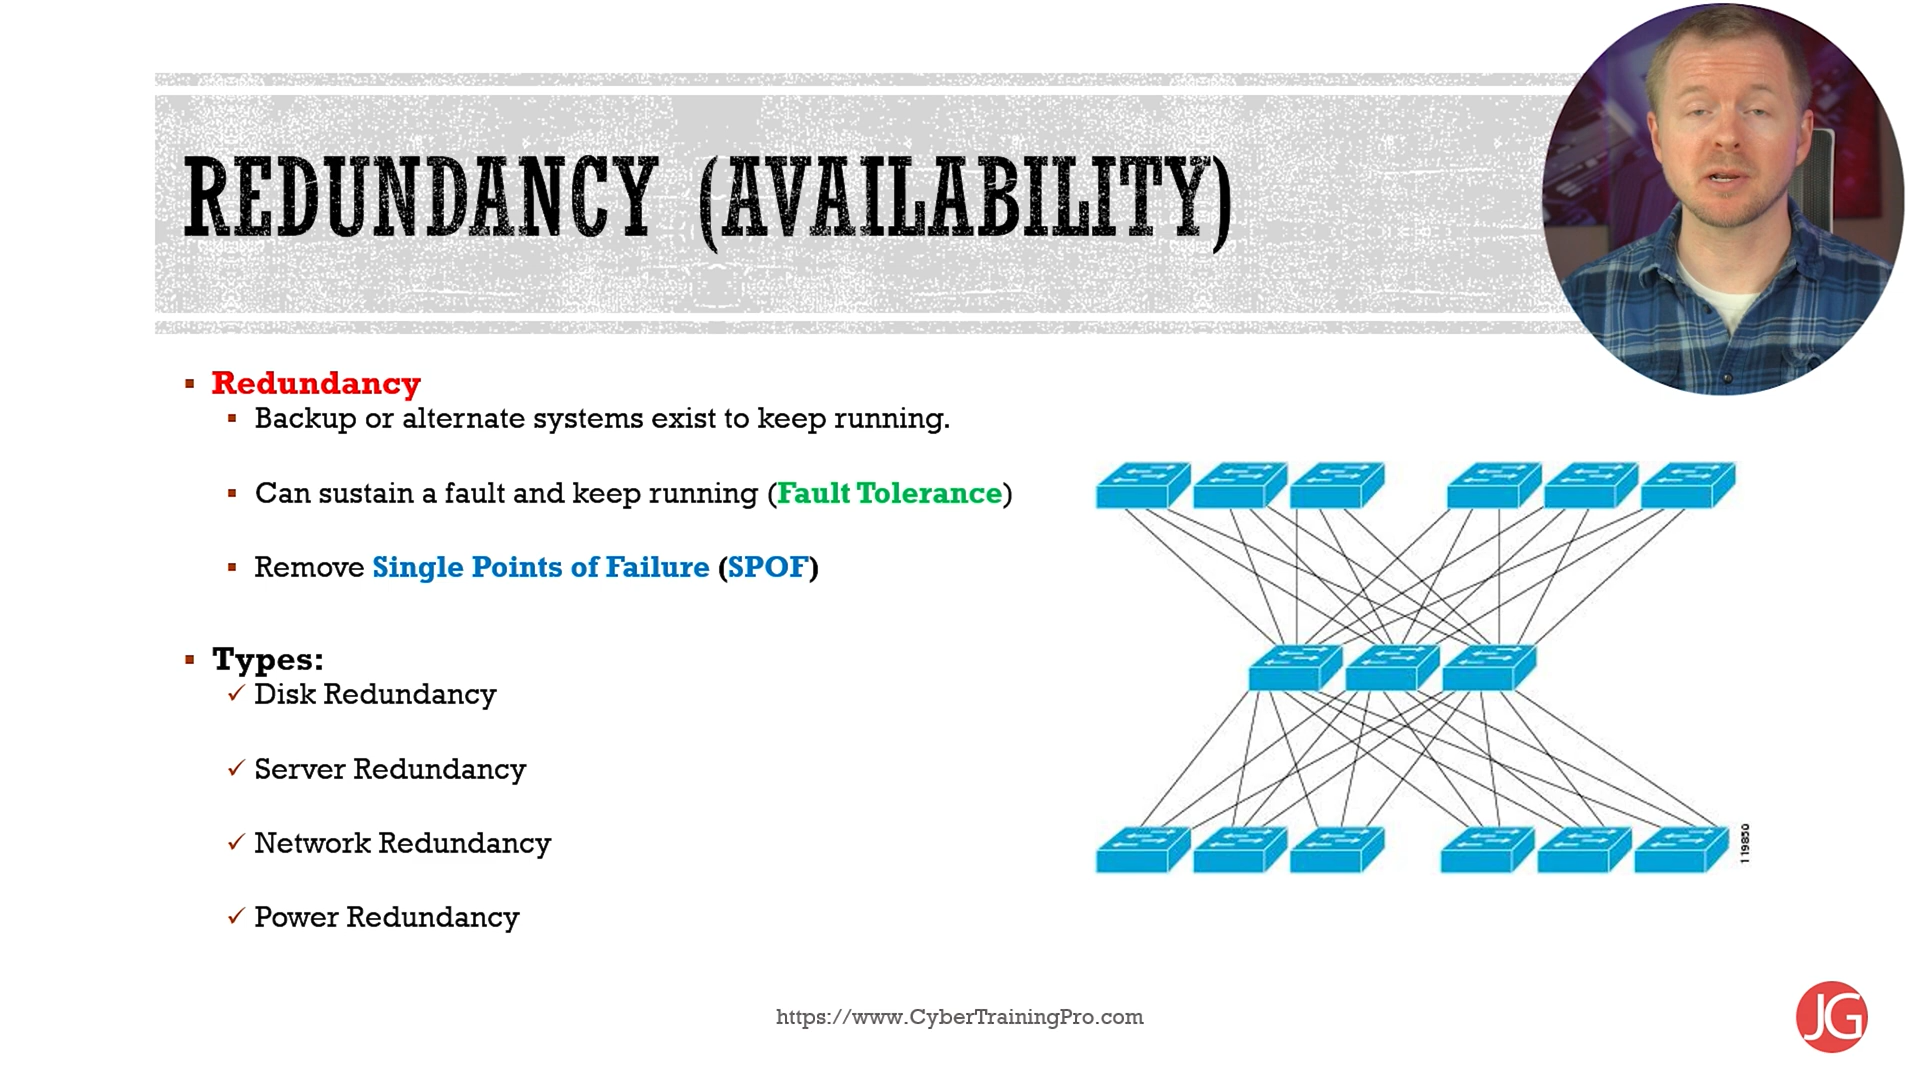 REDUNDANCY (AVAILABILITY)
Redundancy
Backup or alternate systems exist to keep running.
Can sustain a fault and keep running (Fault Tolerance)
Remove Single Points of Failure (SPOF)
Types:
Disk Redundancy
Server Redundancy
Network Redundancy
Power Redundancy
119850
https://www.CyberTrainingPro.com
JG